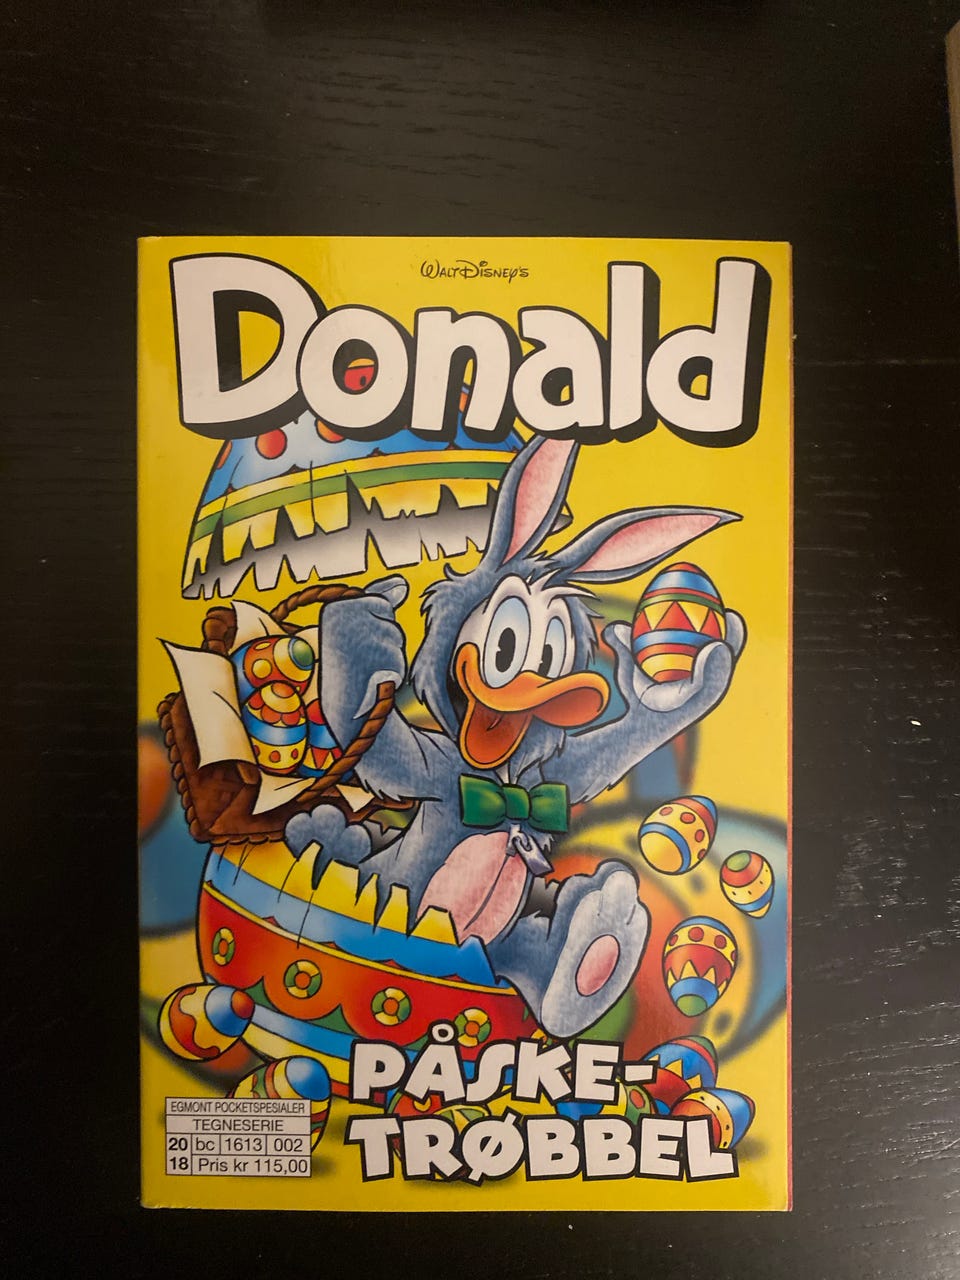 WALT DISNEY'S
Donald
PÅSKE-
TRØBBEL
EGMONT POCKETSPESIALER
TEGNESERIE
20 bc 1613 002
18 Pris kr 115,00